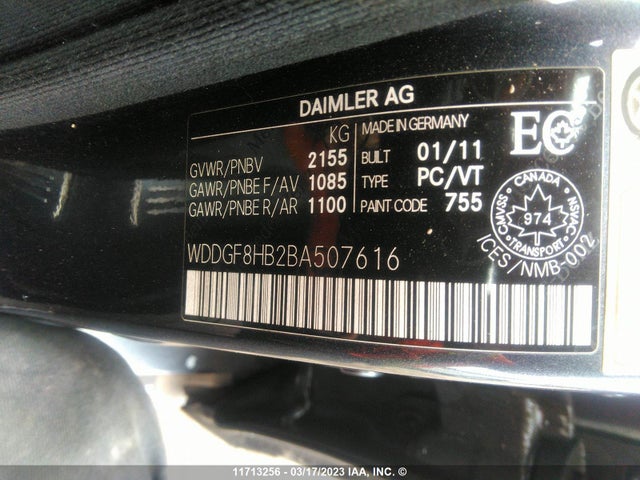 DAIMLER AG
KG
GVWR/PNBV 2155
GAWR/PNBE F/AV 1085
GAWR/PNBE R/AR 1100
MADE IN GERMANY
BUILT 01/11
TYPE PC/VT
PAINT CODE 755
EC
CANADA
CMVSS 974 NSVAC
TRANSPORT
ICES/NMB-002
WDDGF8HB2BA507616
11713256 - 03/17/2023 IAA, INC. ©